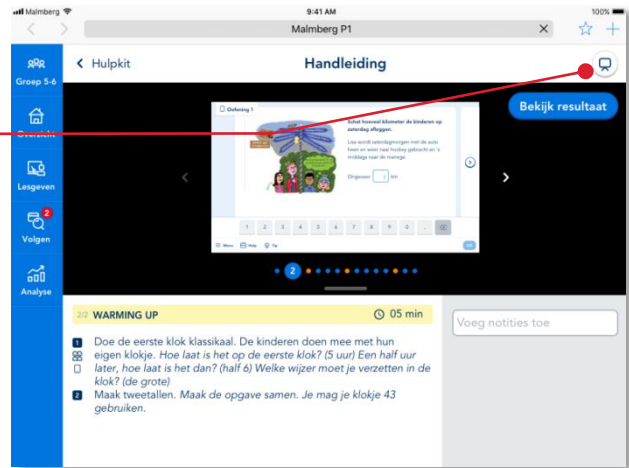 Malmberg
9:41 AM
100%
Malmberg P1
Groep 5-6
Hulpkit
Handleiding
Overzicht
Lesgeven
2
Volgen
Analyse
Bekijk resultaat
Oefening 1
Schat hoeveel kilometer de kinderen op
zaterdag afleggen.
Lisa wordt zaterdagmorgen met de auto
heen en weer naar hockey gebracht en 's
middags naar de manege.
Ongeveer km
1 2 3 4 5 6 7 8 9 0 .
Menu Help Tip
2
2/2 WARMING UP
05 min
1 Doe de eerste klok klassikaal. De kinderen doen mee met hun
eigen klokje. Hoe laat is het op de eerste klok? (5 uur) Een half uur
later, hoe laat is het dan? (half 6) Welke wijzer moet je verzetten in de
klok? (de grote)
2 Maak tweetallen. Maak de opgave samen. Je mag je klokje 43
gebruiken.
Voeg notities toe